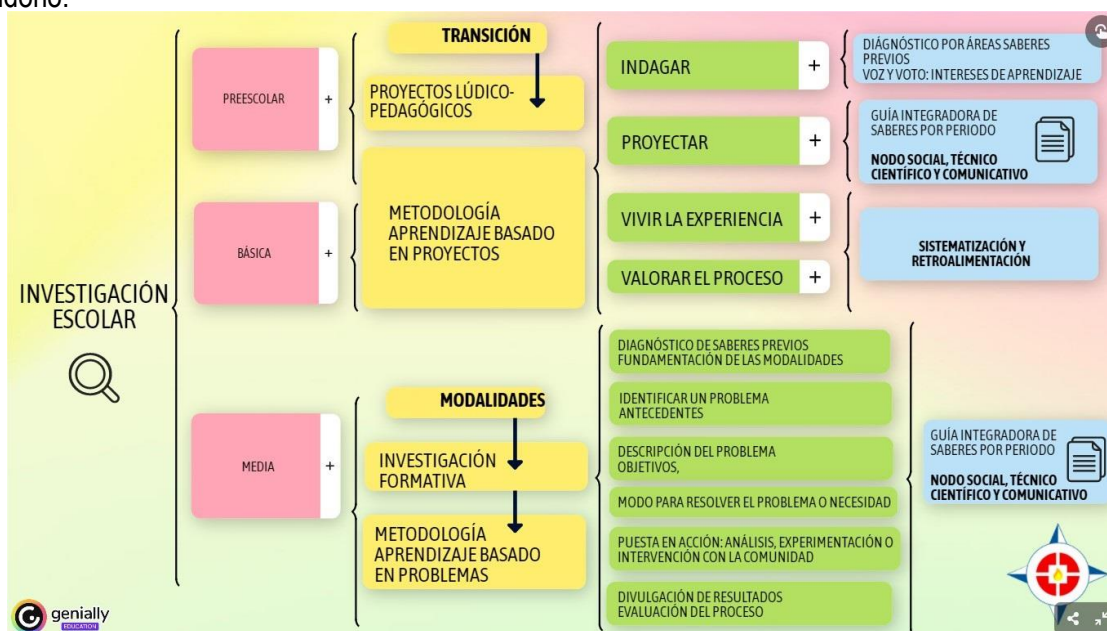 INVESTIGACIÓN
ESCOLAR
PREESCOLAR
+
BÁSICA
+
MEDIA
+
TRANSICIÓN
PROYECTOS LÚDICO-
PEDAGÓGICOS
METODOLOGÍA
APRENDIZAJE BASADO
EN PROYECTOS
MODALIDADES
INVESTIGACIÓN
FORMATIVA
METODOLOGÍA
APRENDIZAJE BASADO
EN PROBLEMAS
INDAGAR
+
PROYECTAR
+
VIVIR LA EXPERIENCIA
+
VALORAR EL PROCESO
+
DIAGNÓSTICO DE SABERES PREVIOS
FUNDAMENTACIÓN DE LAS MODALIDADES
IDENTIFICAR UN PROBLEMA
ANTECEDENTES
DESCRIPCIÓN DEL PROBLEMA
OBJETIVOS,
MODO PARA RESOLVER EL PROBLEMA O NECESIDAD
PUESTA EN ACCIÓN: ANÁLISIS, EXPERIMENTACIÓN O
INTERVENCIÓN CON LA COMUNIDAD
DIVULGACIÓN DE RESULTADOS
EVALUACIÓN DEL PROCESO
DIÁGNÓSTICO POR ÁREAS SABERES
PREVIOS
VOZ Y VOTO: INTERESES DE APRENDIZAJE
GUÍA INTEGRADORA DE
SABERES POR PERIODO
NODO SOCIAL, TÉCNICO
CIENTÍFICO Y COMUNICATIVO
SISTEMATIZACIÓN Y
RETROALIMENTACIÓN
GUÍA INTEGRADORA DE
SABERES POR PERIODO
NODO SOCIAL, TÉCNICO
CIENTÍFICO Y COMUNICATIVO
genially
EDUCATION